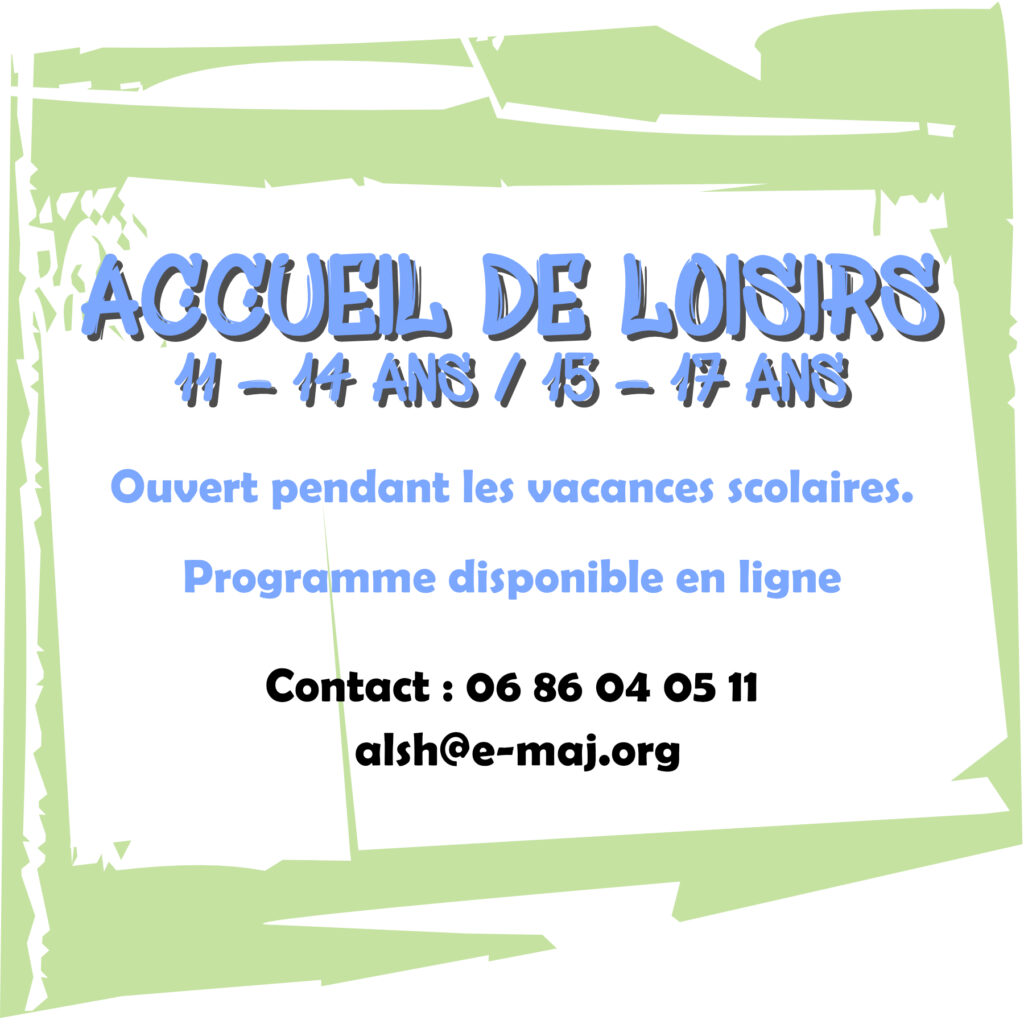 ACCUEIL DE LOISIRS
11 – 14 ANS / 15 – 17 ANS
Ouvert pendant les vacances scolaires.
Programme disponible en ligne
Contact : 06 86 04 05 11
alsh@e-maj.org